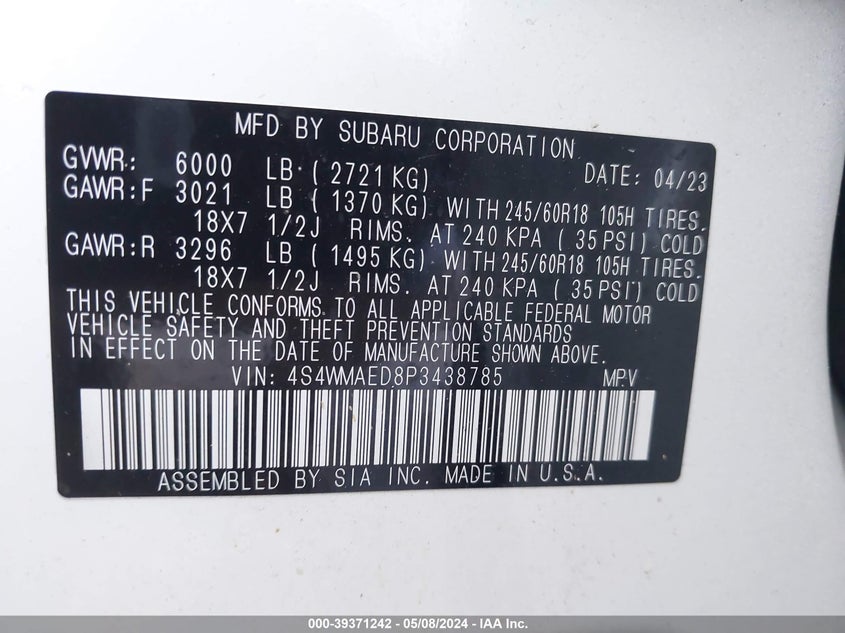 MFD BY SUBARU CORPORATION
GVWR: 6000 LB (2721 KG) DATE: 04/23
GAWR:F 3021 LB (1370 KG) WITH 245/60R18 105H TIRES.
18X7 1/2J RIMS. AT 240 KPA (35 PSI) COLD
GAWR:R 3296 LB (1495 KG) WITH 245/60R18 105H TIRES.
18X7 1/2J RIMS. AT 240 KPA (35 PSI) COLD
THIS VEHICLE CONFORMS TO ALL APPLICABLE FEDERAL MOTOR
VEHICLE SAFETY AND THEFT PREVENTION STANDARDS
IN EFFECT ON THE DATE OF MANUFACTURE SHOWN ABOVE.
VIN: 4S4WMAED8P3438785 MPV
ASSEMBLED BY SIA INC. MADE IN U.S.A.
000-39371242 - 05/08/2024 - IAA Inc.